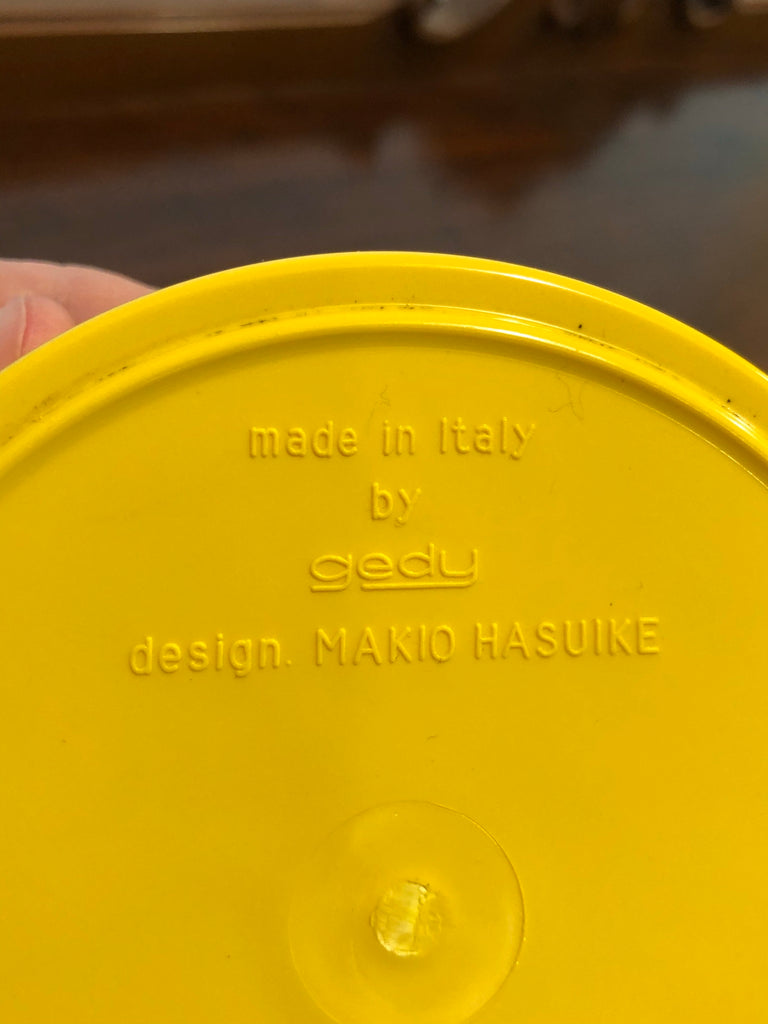 made in Italy
by
gedy
design. MAKIO HASUIKE